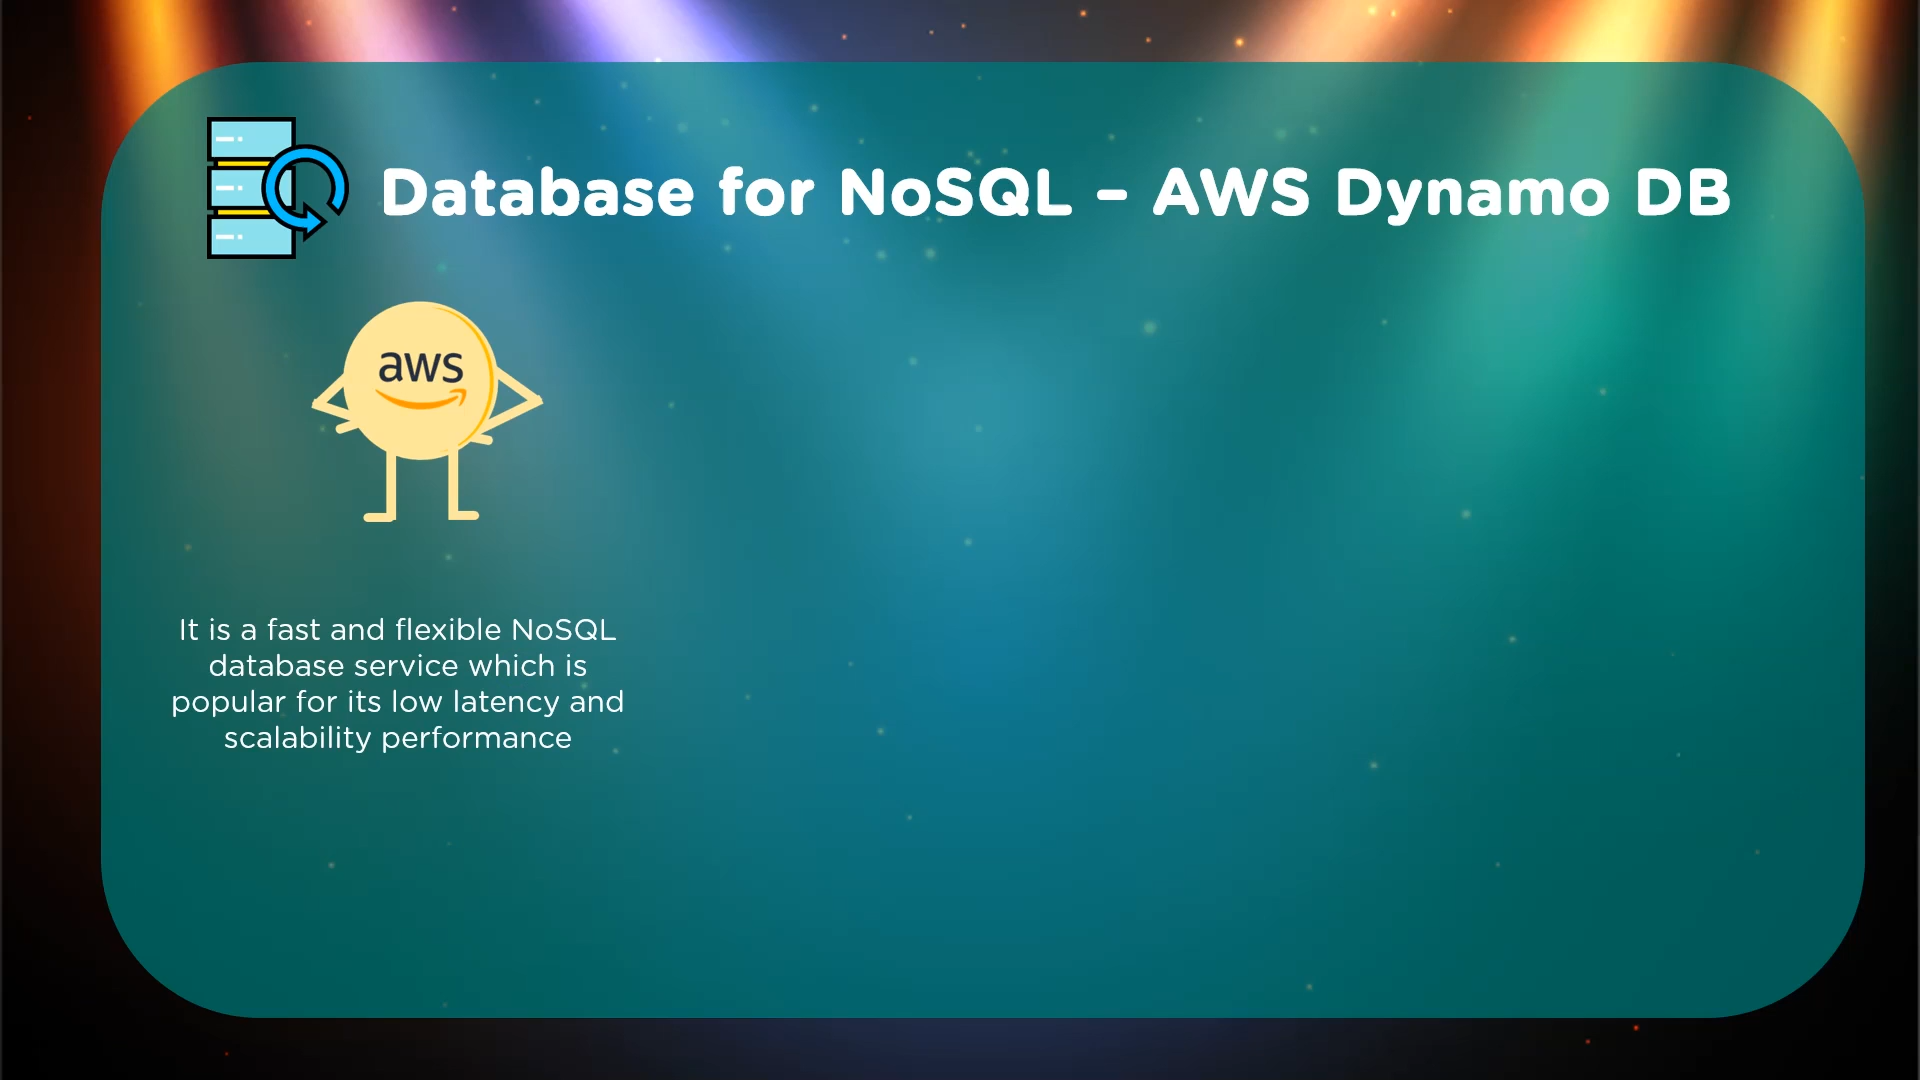 Database for NoSQL – AWS Dynamo DB
aws
It is a fast and flexible NoSQL
database service which is
popular for its low latency and
scalability performance